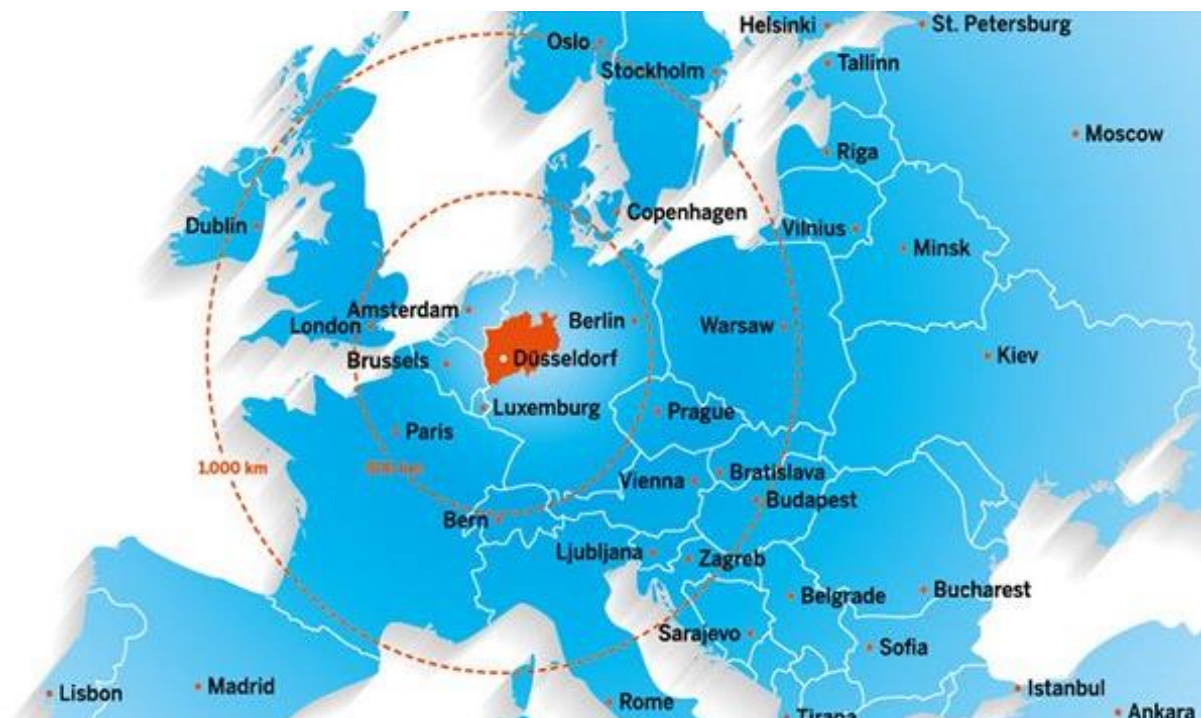 Helsinki
St. Petersburg
Oslo
Stockholm
Tallinn
Moscow
Riga
Copenhagen
Dublin
Vilnius
Minsk
Amsterdam
London
Berlin
Warsaw
Brussels
Düsseldorf
Kiev
Luxemburg
Prague
Paris
1.000 km
Vienna
Bratislava
Budapest
Bern
Ljubljana
Zagreb
Belgrade
Bucharest
Sarajevo
Sofia
Lisbon
Madrid
Rome
Istanbul
Tirana
Ankara